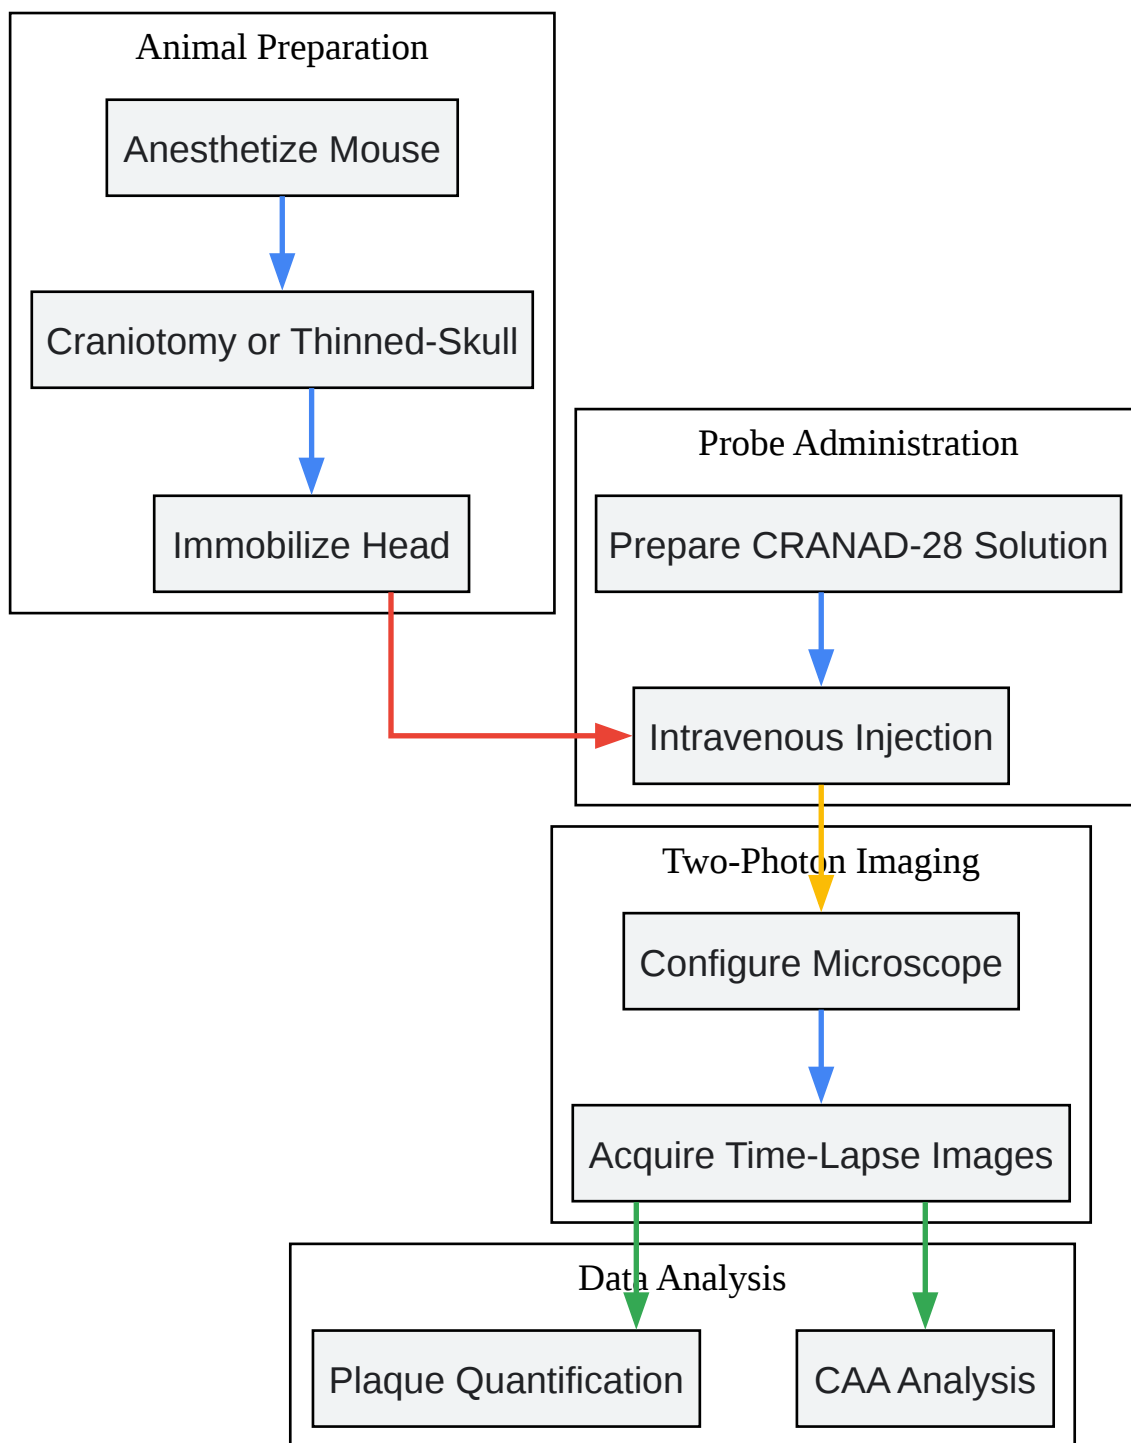 Animal Preparation
Anesthetize Mouse
Craniotomy or Thinned-Skull
Immobilize Head
Probe Administration
Prepare CRANAD-28 Solution
Intravenous Injection
Two-Photon Imaging
Configure Microscope
Acquire Time-Lapse Images
Data Analysis
Plaque Quantification
CAA Analysis